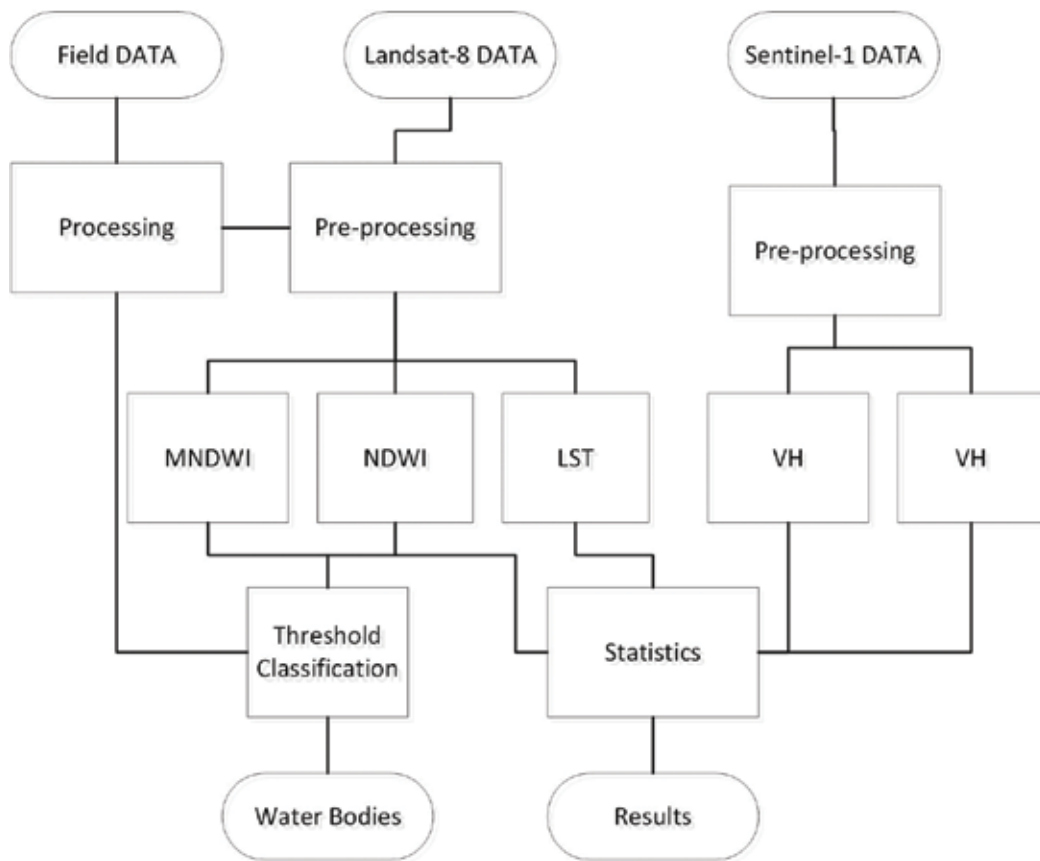 Field DATA
Landsat-8 DATA
Sentinel-1 DATA
Processing
Pre-processing
Pre-processing
MNDWI
NDWI
LST
VH
VH
Threshold
Classification
Statistics
Water Bodies
Results